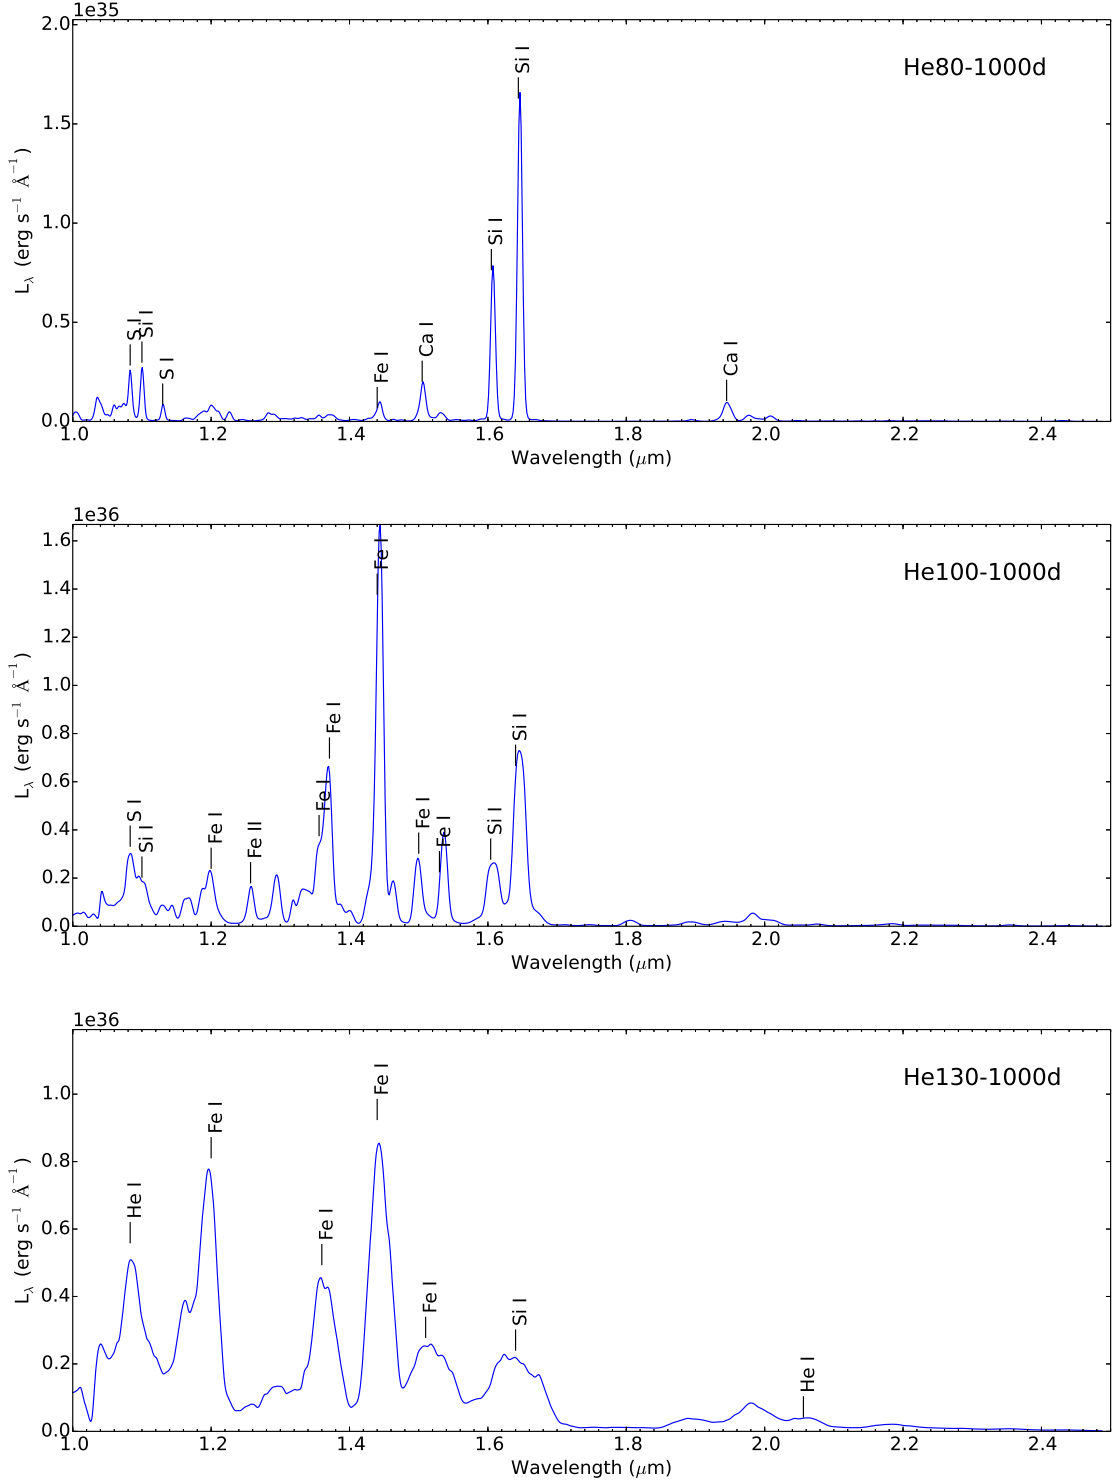 1e35
He80-1000d
2.0
1.5
1.0
0.5
0.0
L_λ (erg s⁻¹ Å⁻¹)
S I
Si I
S I
Fe I
Ca I
Si I
Si I
Ca I
1.0 1.2 1.4 1.6 1.8 2.0 2.2 2.4
Wavelength (μm)
1e36
He100-1000d
1.6
1.4
1.2
1.0
0.8
0.6
0.4
0.2
0.0
L_λ (erg s⁻¹ Å⁻¹)
S I
Si I
Fe I
Fe II
Fe I
Fe I
Fe I
Fe I
Fe I
Si I
Si I
1.0 1.2 1.4 1.6 1.8 2.0 2.2 2.4
Wavelength (μm)
1e36
He130-1000d
1.0
0.8
0.6
0.4
0.2
0.0
L_λ (erg s⁻¹ Å⁻¹)
He I
Fe I
Fe I
Fe I
Fe I
Si I
He I
1.0 1.2 1.4 1.6 1.8 2.0 2.2 2.4
Wavelength (μm)